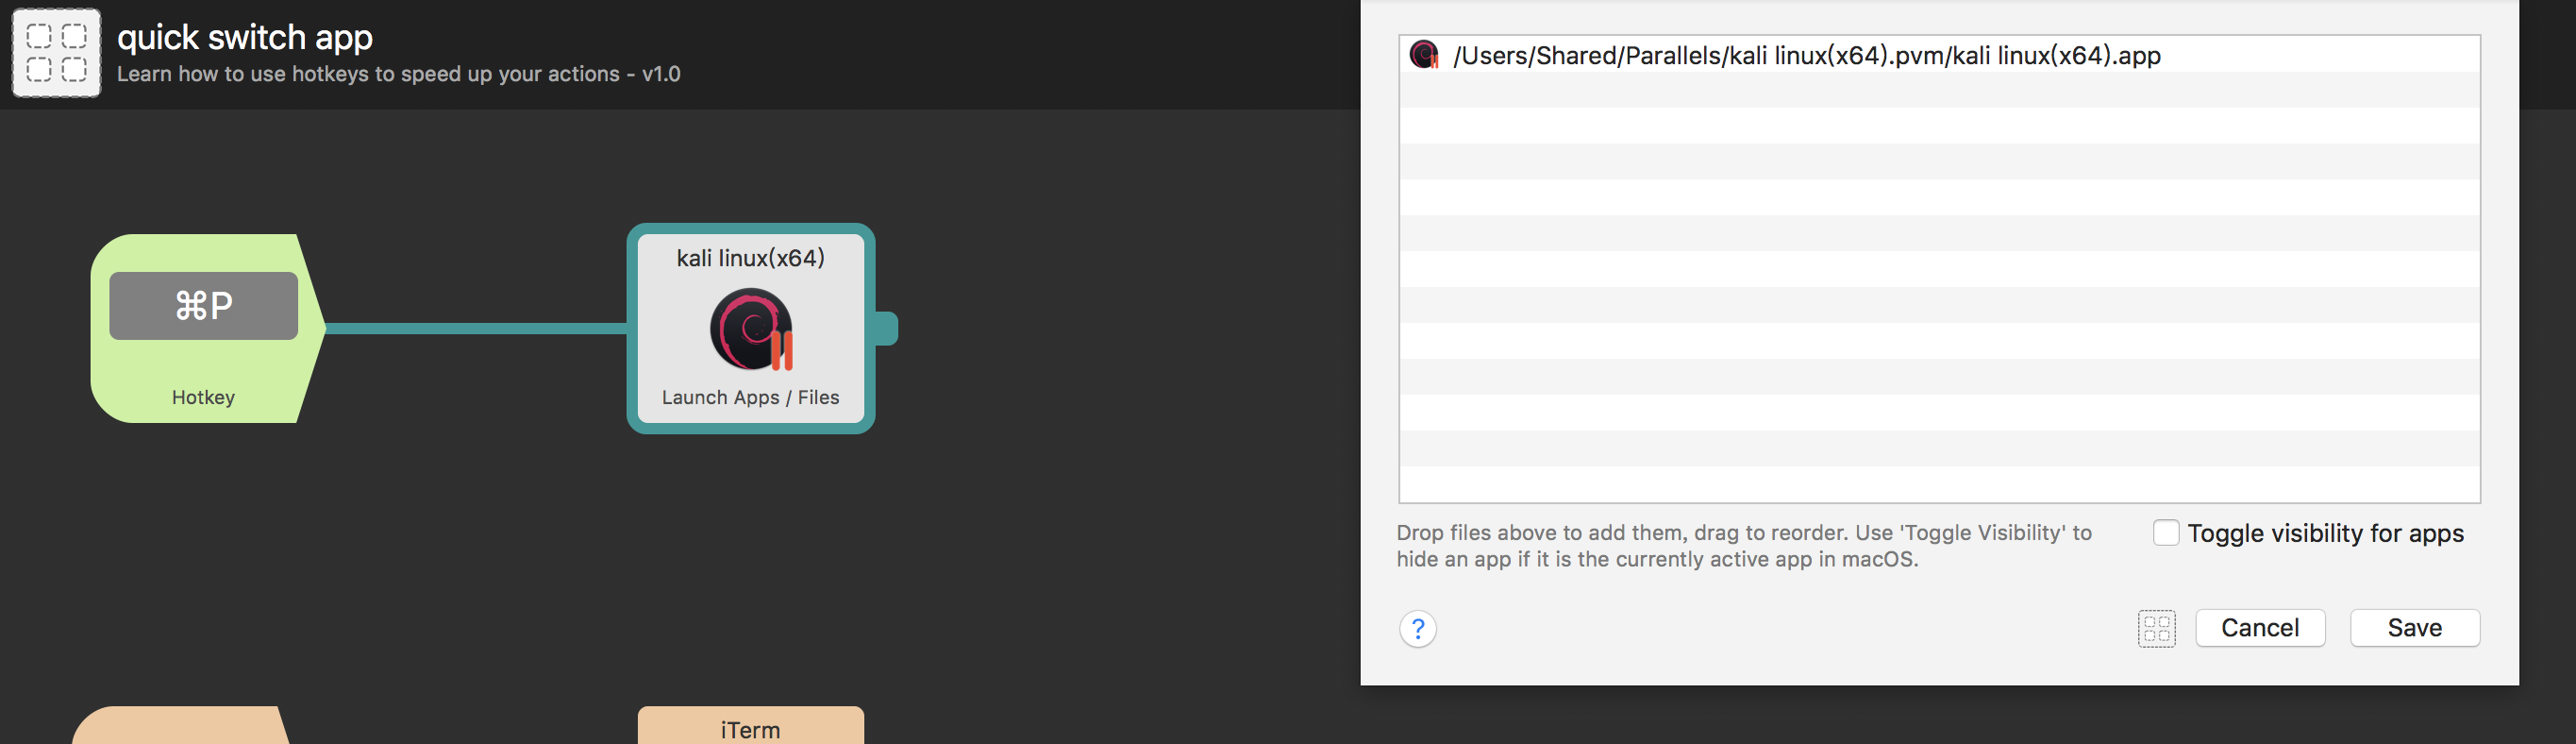 quick switch app
Learn how to use hotkeys to speed up your actions - v1.0
⌘P
Hotkey
kali linux(x64)
Launch Apps / Files
iTerm
/Users/Shared/Parallels/kali linux(x64).pvm/kali linux(x64).app
Drop files above to add them, drag to reorder. Use 'Toggle Visibility' to
hide an app if it is the currently active app in macOS.
Toggle visibility for apps
?
Cancel
Save